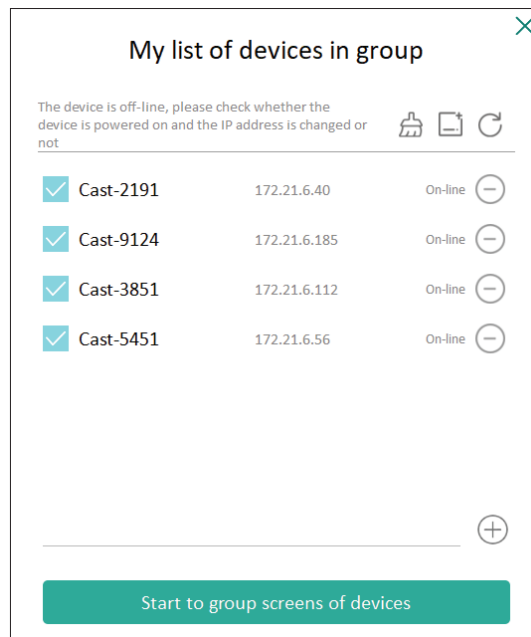 My list of devices in group
The device is off-line, please check whether the
device is powered on and the IP address is changed or
not
Cast-2191 172.21.6.40 On-line
Cast-9124 172.21.6.185 On-line
Cast-3851 172.21.6.112 On-line
Cast-5451 172.21.6.56 On-line
Start to group screens of devices